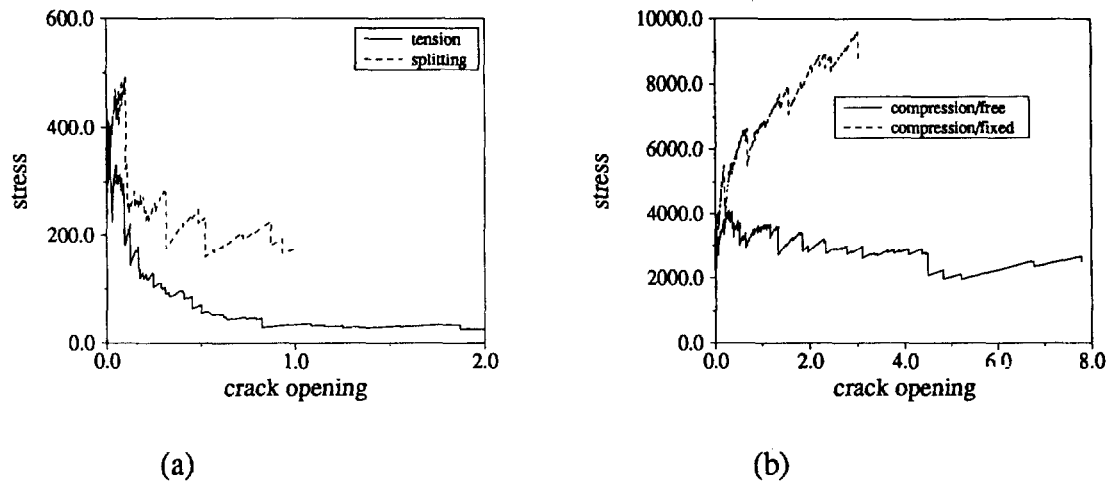 600.0
400.0
200.0
0.0
stress
tension
splitting
0.0
1.0
2.0
crack opening
(a)
10000.0
8000.0
6000.0
4000.0
2000.0
0.0
stress
compression/free
compression/fixed
0.0
2.0
4.0
6.0
8.0
crack opening
(b)